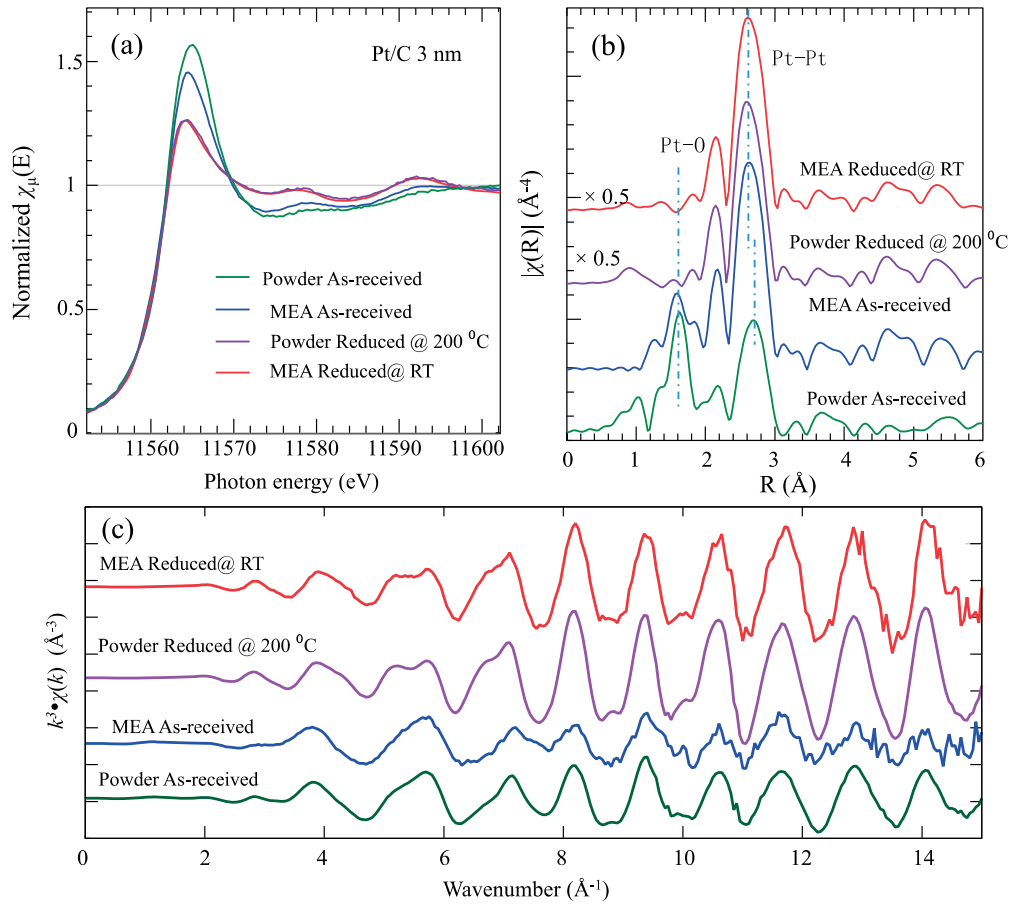 (a)
Pt/C 3 nm
Normalized χμ(E)
1.5
1
0.5
0
Powder As-received
MEA As-received
Powder Reduced @ 200 ⁰C
MEA Reduced@ RT
11560
11570
11580
11590
11600
Photon energy (eV)
(b)
Pt-Pt
Pt-O
MEA Reduced@ RT
× 0.5
Powder Reduced @ 200 ⁰C
× 0.5
MEA As-received
Powder As-received
|χ(R)| (Å⁻⁴)
0
1
2
3
4
5
6
R (Å)
(c)
MEA Reduced@ RT
Powder Reduced @ 200 ⁰C
MEA As-received
Powder As-received
k³•χ(k) (Å⁻³)
0
2
4
6
8
10
12
14
Wavenumber (Å⁻¹)